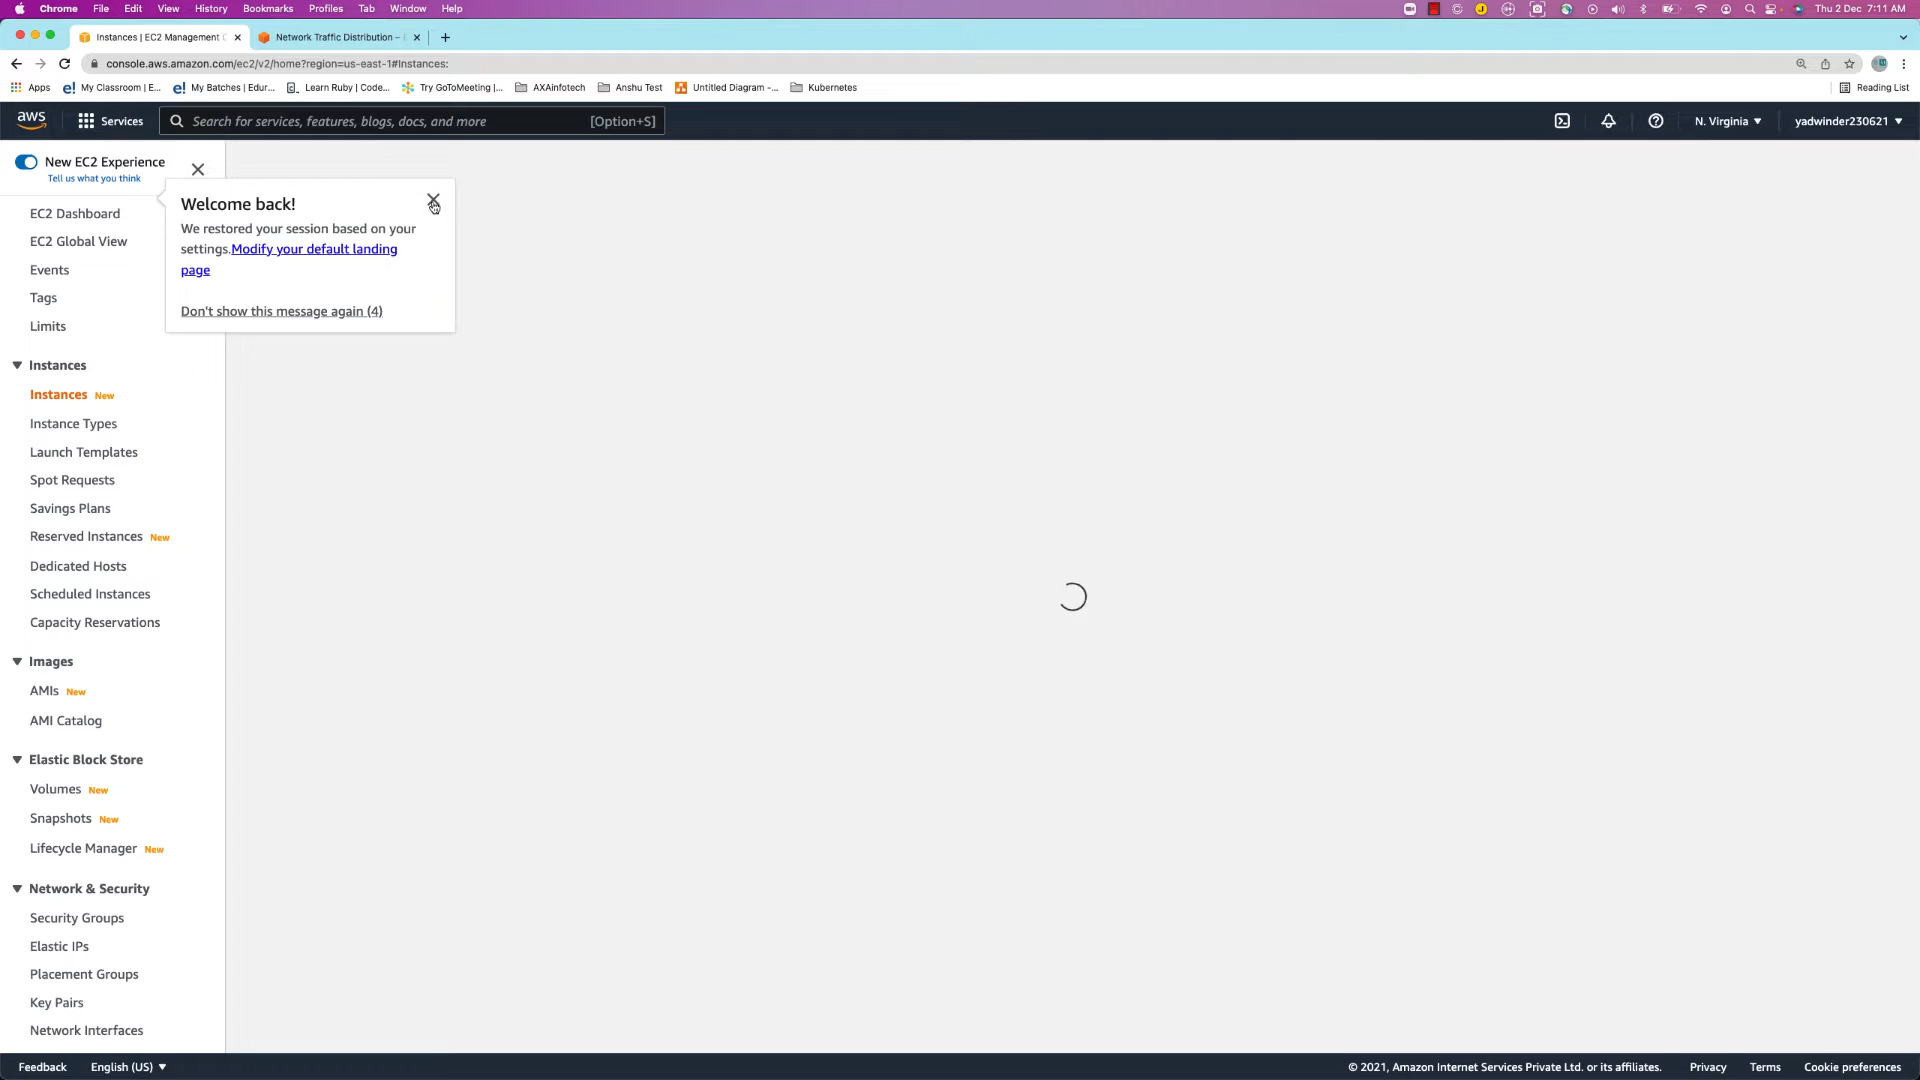 Chrome File Edit View History Bookmarks Profiles Tab Window Help Thu 2 Dec 7:11 AM
Instances | EC2 Management C Network Traffic Distribution –
console.aws.amazon.com/ec2/v2/home?region=us-east-1#Instances:
Apps My Classroom | E... My Batches | Edur... Learn Ruby | Code... Try GoToMeeting |... AXAinfotech Anshu Test Untitled Diagram -... Kubernetes Reading List
aws Services Search for services, features, blogs, docs, and more [Option+S] N. Virginia yadwinder230621
New EC2 Experience
Tell us what you think
Welcome back!
We restored your session based on your
settings.Modify your default landing
page
Don't show this message again (4)
EC2 Dashboard
EC2 Global View
Events
Tags
Limits
Instances
Instances New
Instance Types
Launch Templates
Spot Requests
Savings Plans
Reserved Instances New
Dedicated Hosts
Scheduled Instances
Capacity Reservations
Images
AMIs New
AMI Catalog
Elastic Block Store
Volumes New
Snapshots New
Lifecycle Manager New
Network & Security
Security Groups
Elastic IPs
Placement Groups
Key Pairs
Network Interfaces
Feedback English (US) © 2021, Amazon Internet Services Private Ltd. or its affiliates. Privacy Terms Cookie preferences